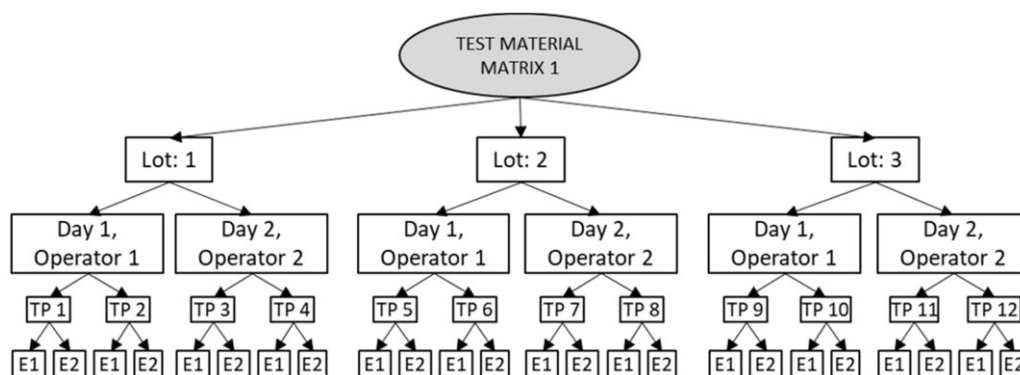 TEST MATERIAL
MATRIX 1
Lot: 1
Lot: 2
Lot: 3
Day 1,
Operator 1
Day 2,
Operator 2
Day 1,
Operator 1
Day 2,
Operator 2
Day 1,
Operator 1
Day 2,
Operator 2
TP 1
TP 2
TP 3
TP 4
TP 5
TP 6
TP 7
TP 8
TP 9
TP 10
TP 11
TP 12
E1
E2
E1
E2
E1
E2
E1
E2
E1
E2
E1
E2
E1
E2
E1
E2
E1
E2
E1
E2
E1
E2
E1
E2